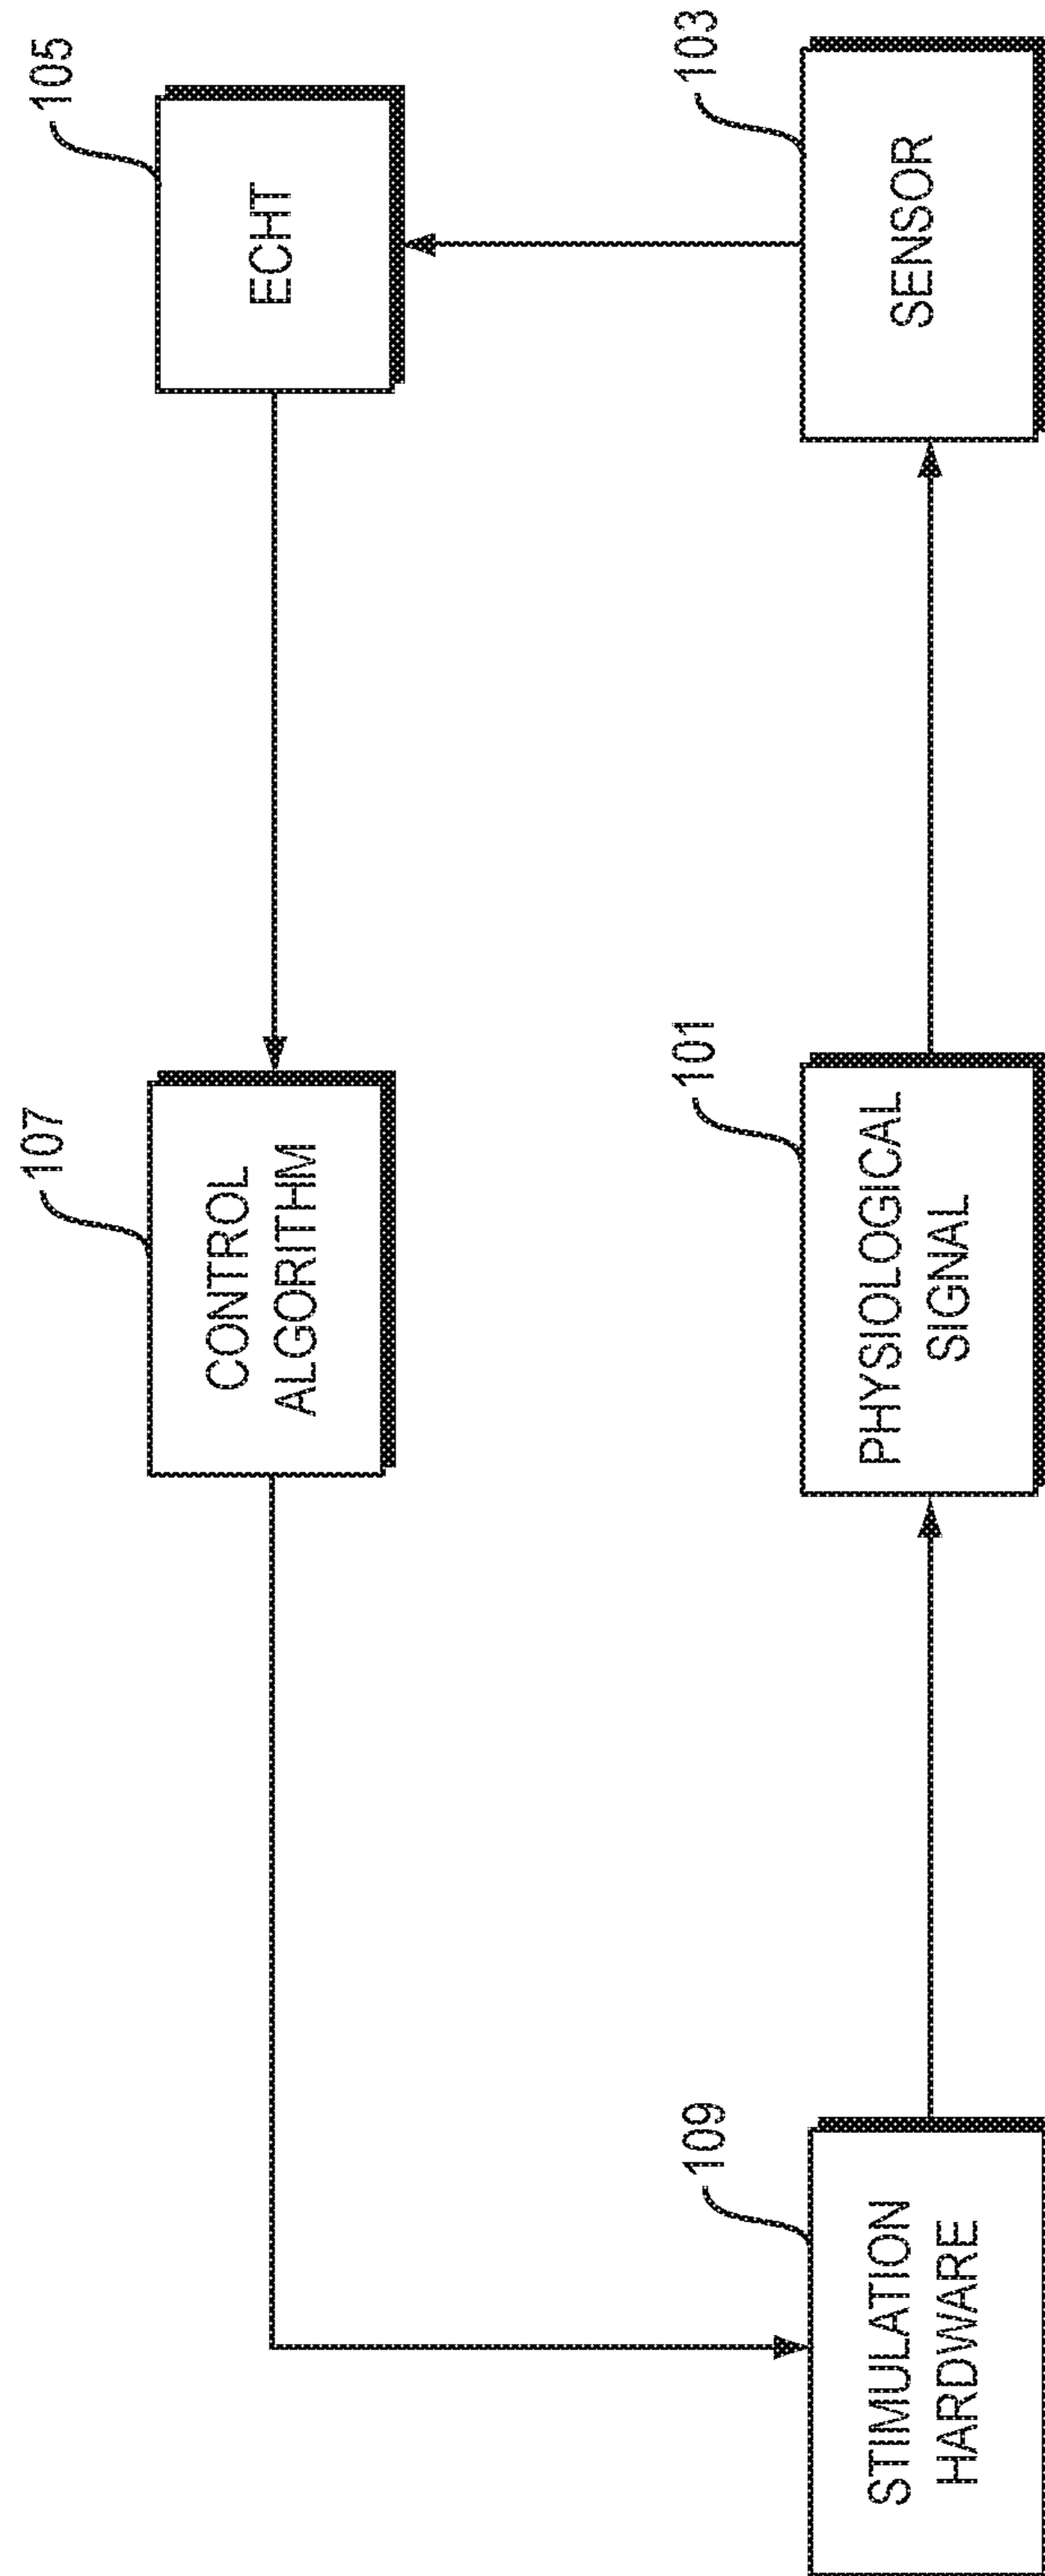 107
CONTROL
ALGORITHM
105
ECHT
109
STIMULATION
HARDWARE
101
PHYSIOLOGICAL
SIGNAL
103
SENSOR